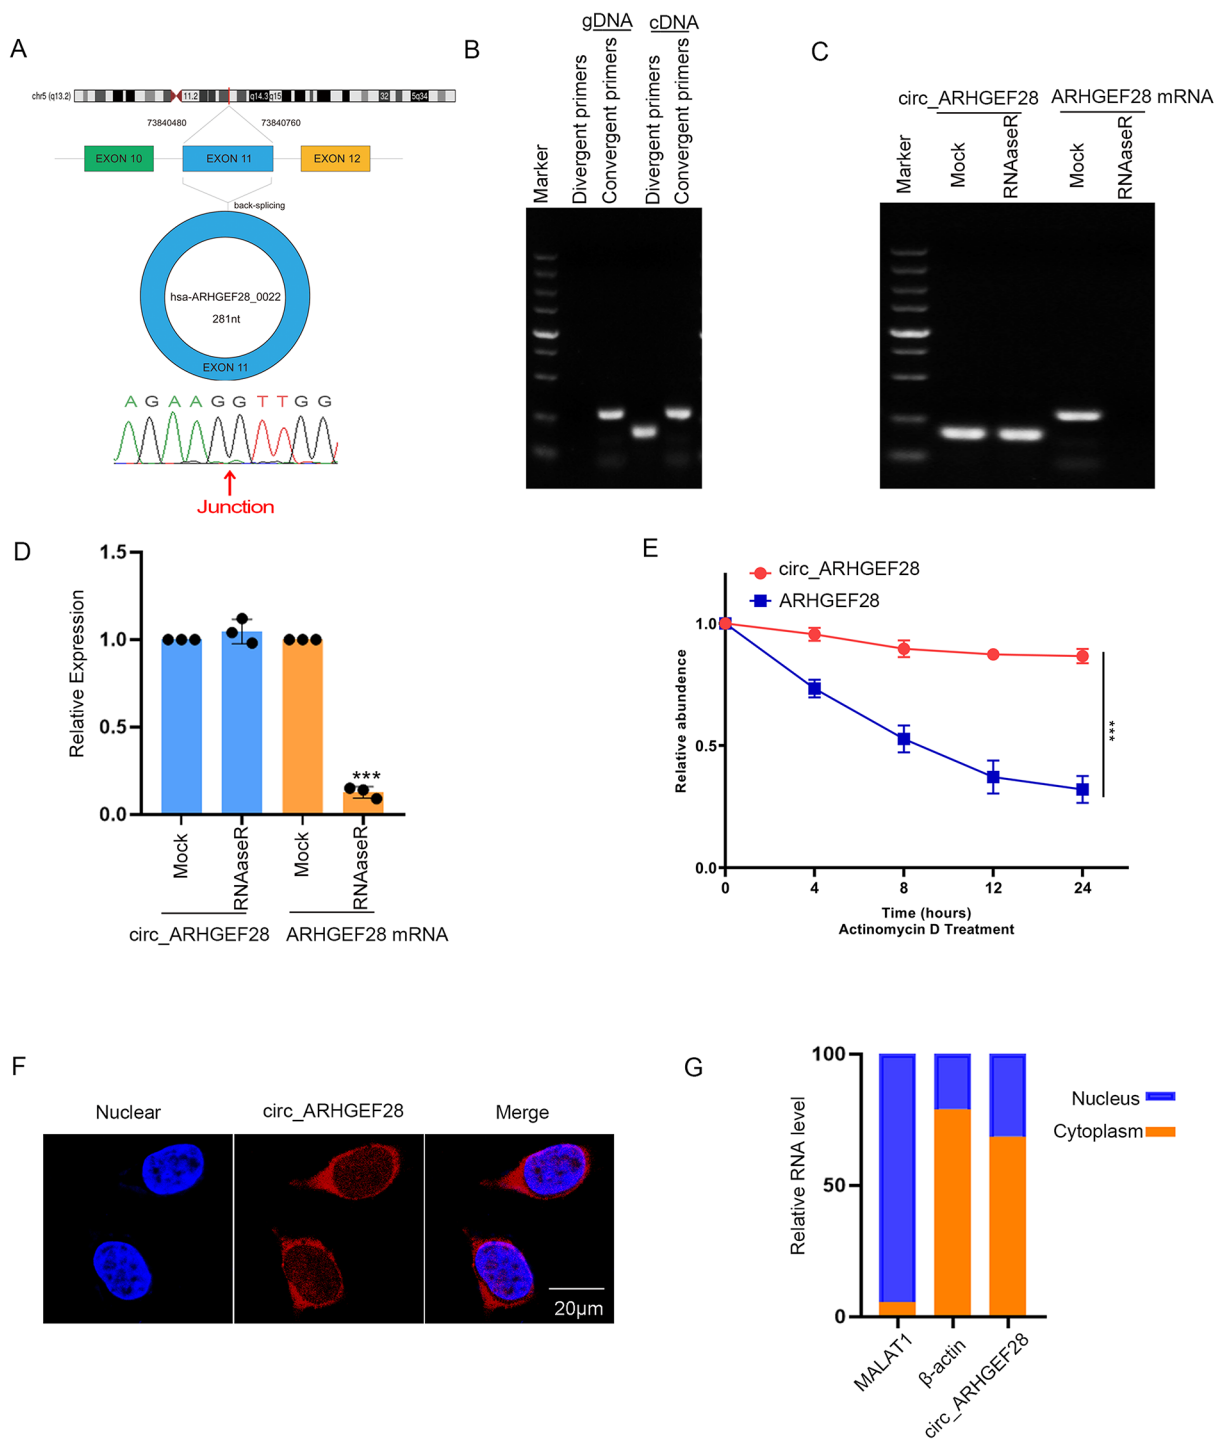 A
chr5 (q13.2)
11.2
q14.3
q15
32
5q34
73840480
73840760
EXON 10
EXON 11
EXON 12
back-splicing
hsa-ARHGEF28_0022
281nt
EXON 11
A G A A G G T T G G
Junction
B
gDNA
cDNA
Marker
Divergent primers
Convergent primers
Divergent primers
Convergent primers
C
circ_ARHGEF28
ARHGEF28 mRNA
Marker
Mock
RNAaseR
Mock
RNAaseR
D
Relative Expression
1.5
1.0
0.5
0.0
***
Mock
RNAaseR
Mock
RNAaseR
circ_ARHGEF28
ARHGEF28 mRNA
E
circ_ARHGEF28
ARHGEF28
Relative abundence
1.0
0.5
0.0
***
0 4 8 12 24
Time (hours)
Actinomycin D Treatment
F
Nuclear
circ_ARHGEF28
Merge
20μm
G
Relative RNA level
100
50
0
Nucleus
Cytoplasm
MALAT1
β-actin
circ_ARHGEF28